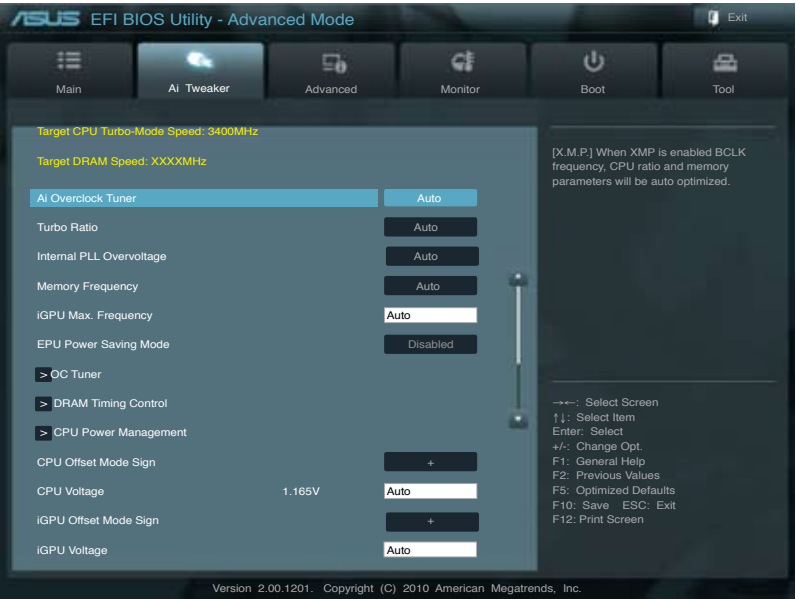 ASUS EFI BIOS Utility - Advanced Mode
Exit
Main
Ai Tweaker
Advanced
Monitor
Boot
Tool
Target CPU Turbo-Mode Speed: 3400MHz
Target DRAM Speed: XXXXMHz
Ai Overclock Tuner Auto
Turbo Ratio Auto
Internal PLL Overvoltage Auto
Memory Frequency Auto
iGPU Max. Frequency Auto
EPU Power Saving Mode Disabled
> OC Tuner
> DRAM Timing Control
> CPU Power Management
CPU Offset Mode Sign +
CPU Voltage 1.165V Auto
iGPU Offset Mode Sign +
iGPU Voltage Auto
[X.M.P.] When XMP is enabled BCLK
frequency, CPU ratio and memory
parameters will be auto optimized.
→←: Select Screen
↑↓: Select Item
Enter: Select
+/-: Change Opt.
F1: General Help
F2: Previous Values
F5: Optimized Defaults
F10: Save ESC: Exit
F12: Print Screen
Version 2.00.1201. Copyright (C) 2010 American Megatrends, Inc.